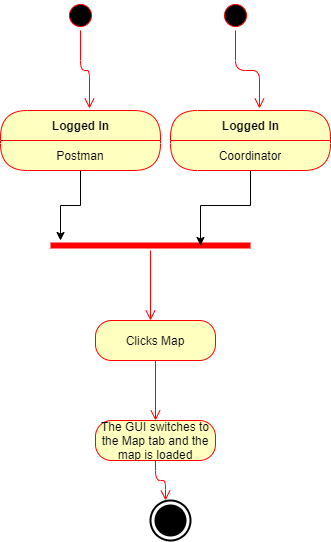 Logged In
Postman
Logged In
Coordinator
Clicks Map
The GUI switches to
the Map tab and the
map is loaded